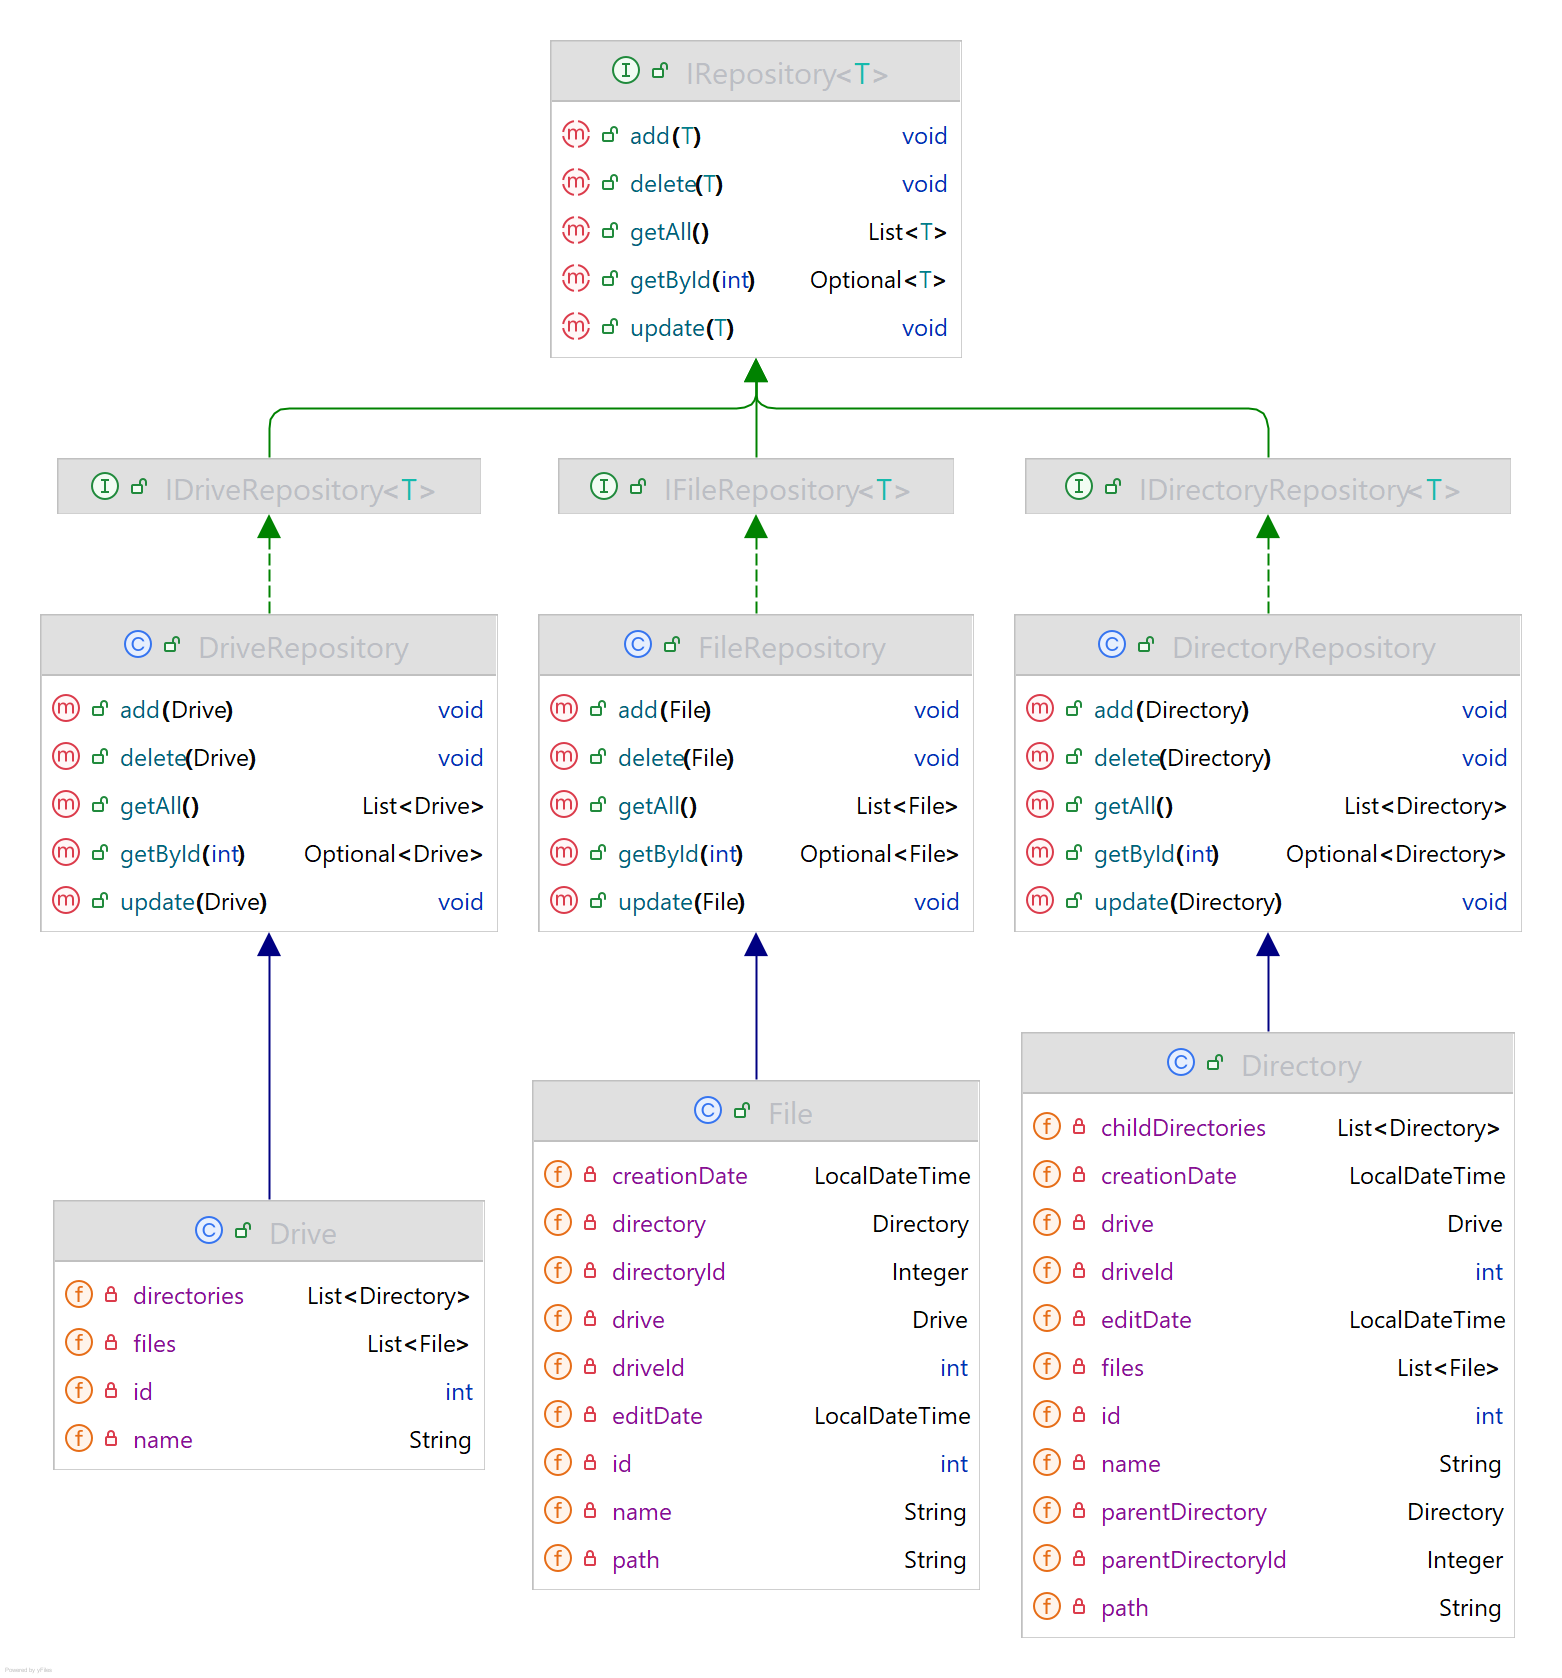 IRepository<T>
add(T) void
delete(T) void
getAll() List<T>
getById(int) Optional<T>
update(T) void
IDriveRepository<T>
IFileRepository<T>
IDirectoryRepository<T>
DriveRepository
add(Drive) void
delete(Drive) void
getAll() List<Drive>
getById(int) Optional<Drive>
update(Drive) void
FileRepository
add(File) void
delete(File) void
getAll() List<File>
getById(int) Optional<File>
update(File) void
DirectoryRepository
add(Directory) void
delete(Directory) void
getAll() List<Directory>
getById(int) Optional<Directory>
update(Directory) void
Drive
directories List<Directory>
files List<File>
id int
name String
File
creationDate LocalDateTime
directory Directory
directoryId Integer
drive Drive
driveId int
editDate LocalDateTime
id int
name String
path String
Directory
childDirectories List<Directory>
creationDate LocalDateTime
drive Drive
driveId int
editDate LocalDateTime
files List<File>
id int
name String
parentDirectory Directory
parentDirectoryId Integer
path String
Powered by yFiles